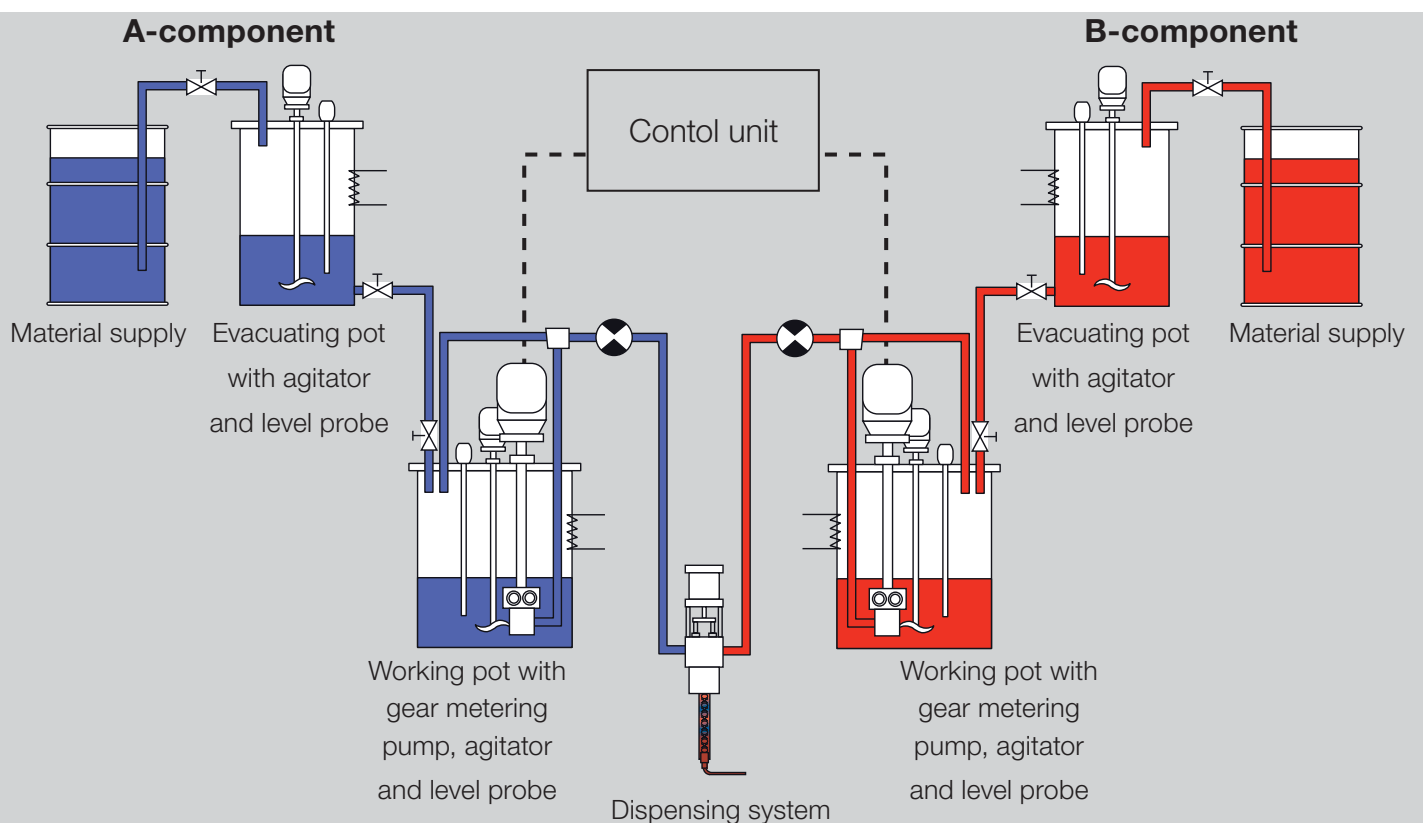 A-component
B-component
Contol unit
Material supply
Evacuating pot
with agitator
and level probe
Evacuating pot
with agitator
and level probe
Material supply
Working pot with
gear metering
pump, agitator
and level probe
Working pot with
gear metering
pump, agitator
and level probe
Dispensing system